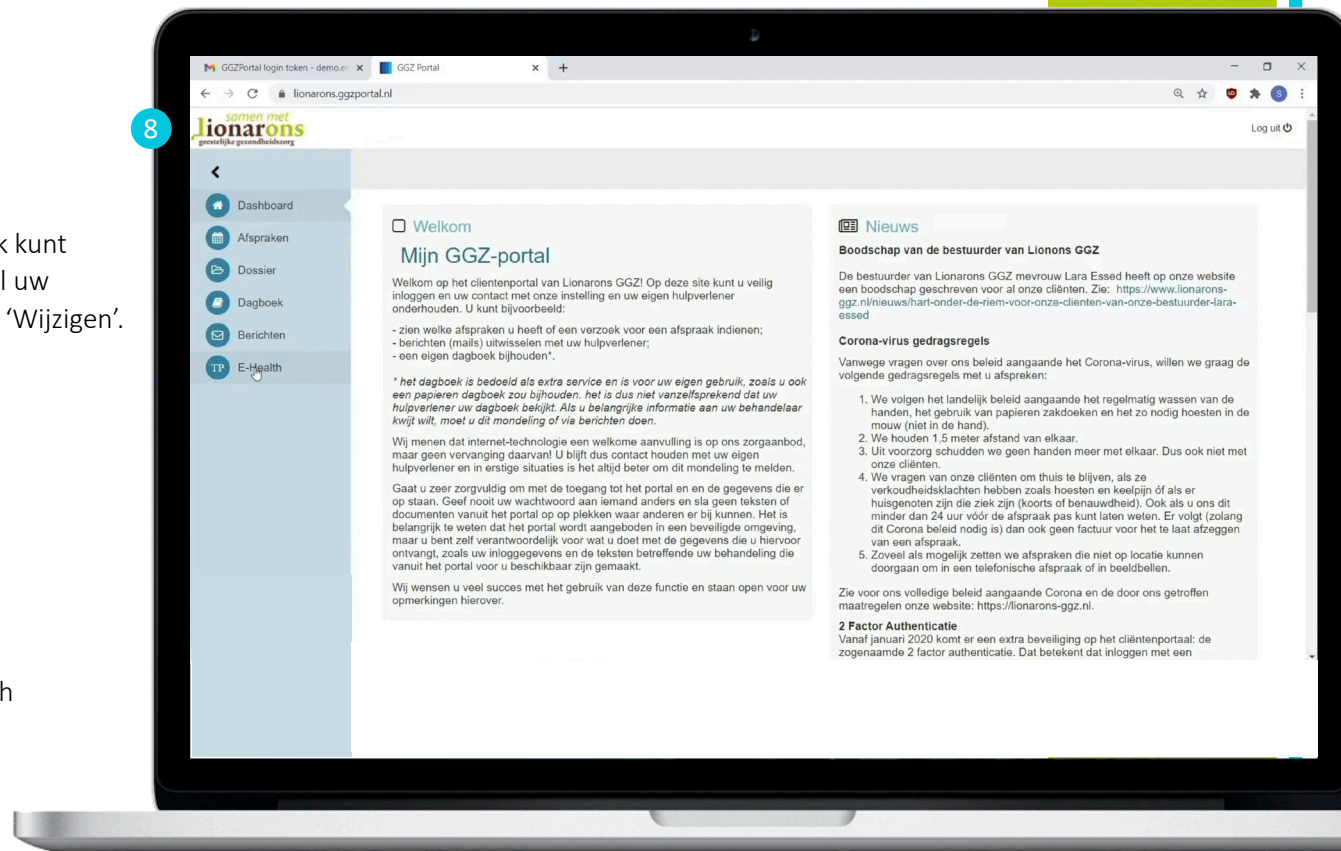 k kunt
l uw
'Wijzigen'.
h
8
GGZPortal login token - demo.er
GGZ Portal
lionarons.ggzportal.nl
S
samen met
lionarons
geestelijke gezondheidszorg
Log uit
Dashboard
Afspraken
Dossier
Dagboek
Berichten
TP E-Health
Welkom
Mijn GGZ-portal
Welkom op het clientenportal van Lionarons GGZ! Op deze site kunt u veilig
inloggen en uw contact met onze instelling en uw eigen hulpverlener
onderhouden. U kunt bijvoorbeeld:
- zien welke afspraken u heeft of een verzoek voor een afspraak indienen;
- berichten (mails) uitwisselen met uw hulpverlener;
- een eigen dagboek bijhouden*.
* het dagboek is bedoeld als extra service en is voor uw eigen gebruik, zoals u ook
een papieren dagboek zou bijhouden. het is dus niet vanzelfsprekend dat uw
hulpverlener uw dagboek bekijkt. Als u belangrijke informatie aan uw behandelaar
kwijt wilt, moet u dit mondeling of via berichten doen.
Wij menen dat internet-technologie een welkome aanvulling is op ons zorgaanbod,
maar geen vervanging daarvan! U blijft dus contact houden met uw eigen
hulpverlener en in erstige situaties is het altijd beter om dit mondeling te melden.
Gaat u zeer zorgvuldig om met de toegang tot het portal en en de gegevens die er
op staan. Geef nooit uw wachtwoord aan iemand anders en sla geen teksten of
documenten vanuit het portal op op plekken waar anderen er bij kunnen. Het is
belangrijk te weten dat het portal wordt aangeboden in een beveiligde omgeving,
maar u bent zelf verantwoordelijk voor wat u doet met de gegevens die u hiervoor
ontvangt, zoals uw inloggegevens en de teksten betreffende uw behandeling die
vanuit het portal voor u beschikbaar zijn gemaakt.
Wij wensen u veel succes met het gebruik van deze functie en staan open voor uw
opmerkingen hierover.
Nieuws
Boodschap van de bestuurder van Lionons GGZ
De bestuurder van Lionarons GGZ mevrouw Lara Essed heeft op onze website
een boodschap geschreven voor al onze cliënten. Zie: https://www.lionarons-
ggz.nl/nieuws/hart-onder-de-riem-voor-onze-clienten-van-onze-bestuurder-lara-
essed
Corona-virus gedragsregels
Vanwege vragen over ons beleid aangaande het Corona-virus, willen we graag de
volgende gedragsregels met u afspreken:
1. We volgen het landelijk beleid aangaande het regelmatig wassen van de
handen, het gebruik van papieren zakdoeken en het zo nodig hoesten in de
mouw (niet in de hand).
2. We houden 1,5 meter afstand van elkaar.
3. Uit voorzorg schudden we geen handen meer met elkaar. Dus ook niet met
onze cliënten.
4. We vragen van onze cliënten om thuis te blijven, als ze
verkoudheidsklachten hebben zoals hoesten en keelpijn óf als er
huisgenoten zijn die ziek zijn (koorts of benauwdheid). Ook als u ons dit
minder dan 24 uur vóór de afspraak pas kunt laten weten. Er volgt (zolang
dit Corona beleid nodig is) dan ook geen factuur voor het te laat afzeggen
van een afspraak.
5. Zoveel als mogelijk zetten we afspraken die niet op locatie kunnen
doorgaan om in een telefonische afspraak of in beeldbellen.
Zie voor ons volledige beleid aangaande Corona en de door ons getroffen
maatregelen onze website: https://lionarons-ggz.nl.
2 Factor Authenticatie
Vanaf januari 2020 komt er een extra beveiliging op het cliëntenportaal: de
zogenaamde 2 factor authenticatie. Dat betekent dat inloggen met een